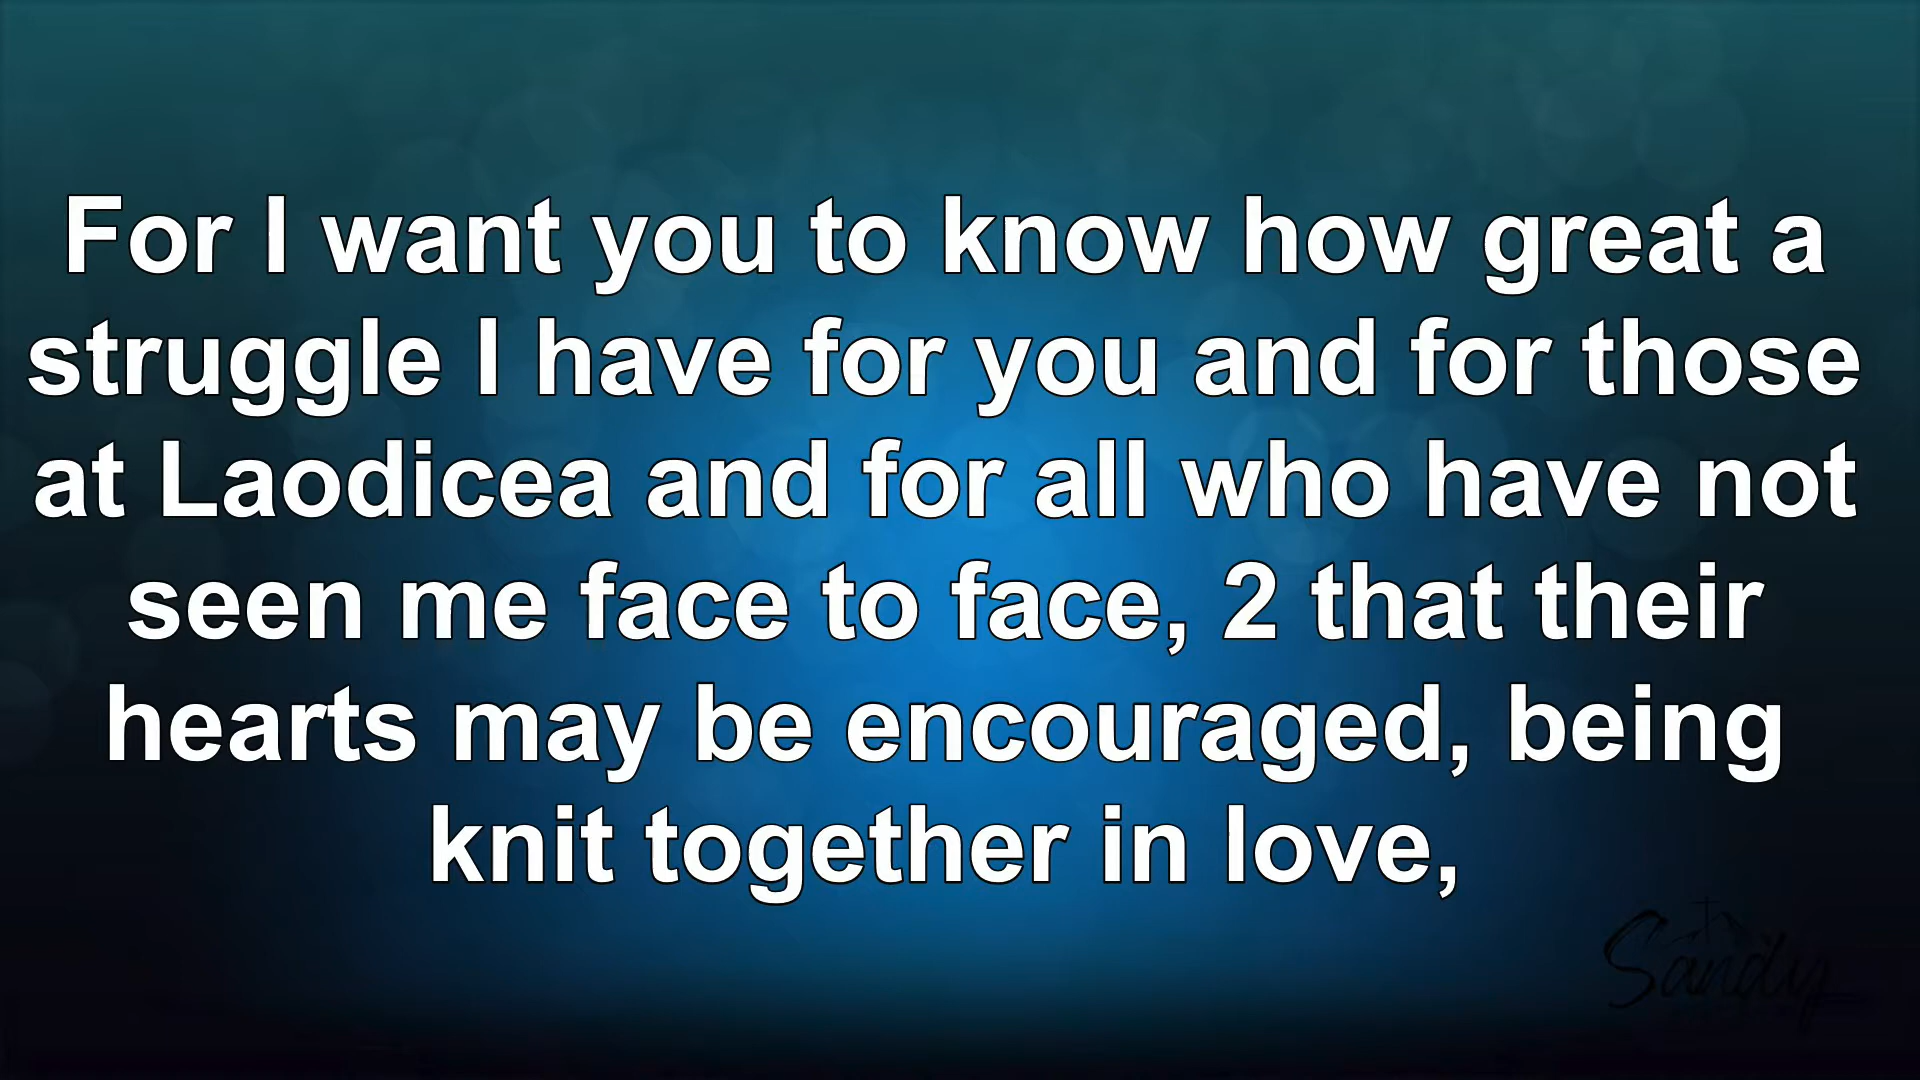 For I want you to know how great a
struggle I have for you and for those
at Laodicea and for all who have not
seen me face to face, 2 that their
hearts may be encouraged, being
knit together in love,
Sandy